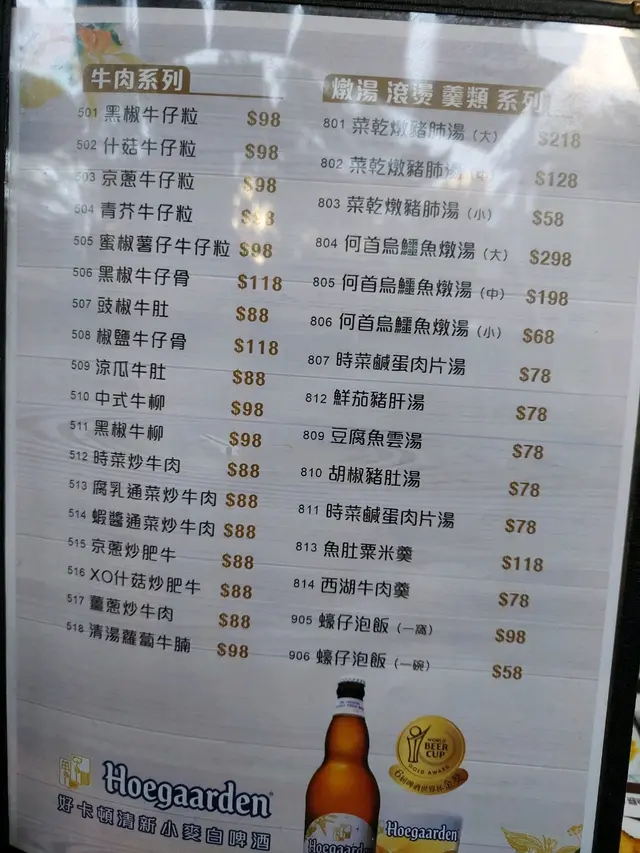 牛肉系列
501 黑椒牛仔粒 $98
502 什菇牛仔粒 $98
503 京蔥牛仔粒 $98
504 青芥牛仔粒
505 蜜椒薯仔牛仔粒 $98
506 黑椒牛仔骨 $118
507 豉椒牛肚 $88
508 椒鹽牛仔骨 $118
509 涼瓜牛肚 $88
510 中式牛柳 $98
511 黑椒牛柳 $98
512 時菜炒牛肉 $88
513 腐乳通菜炒牛肉 $88
514 蝦醬通菜炒牛肉 $88
515 京蔥炒肥牛 $88
516 XO什菇炒肥牛 $88
517 薑蔥炒牛肉 $88
518 清湯蘿蔔牛腩 $98
燉湯 滾燙 羹類 系列
801 菜乾燉豬肺湯 (大) $218
802 菜乾燉豬肺湯 $128
803 菜乾燉豬肺湯 (小) $58
804 何首烏鱷魚燉湯 (大) $298
805 何首烏鱷魚燉湯 (中) $198
806 何首烏鱷魚燉湯 (小) $68
807 時菜鹹蛋肉片湯 $78
812 鮮茄豬肝湯 $78
809 豆腐魚雲湯 $78
810 胡椒豬肚湯 $78
811 時菜鹹蛋肉片湯 $78
813 魚肚粟米羹 $118
814 西湖牛肉羹 $78
905 蠔仔泡飯 (一窩) $98
906 蠔仔泡飯 (一碗) $58
Hoegaarden
好卡頓清新小麥白啤酒
WORLD
BEER
CUP
GOLD AWARD
Hoegaarden
Hoegaarden